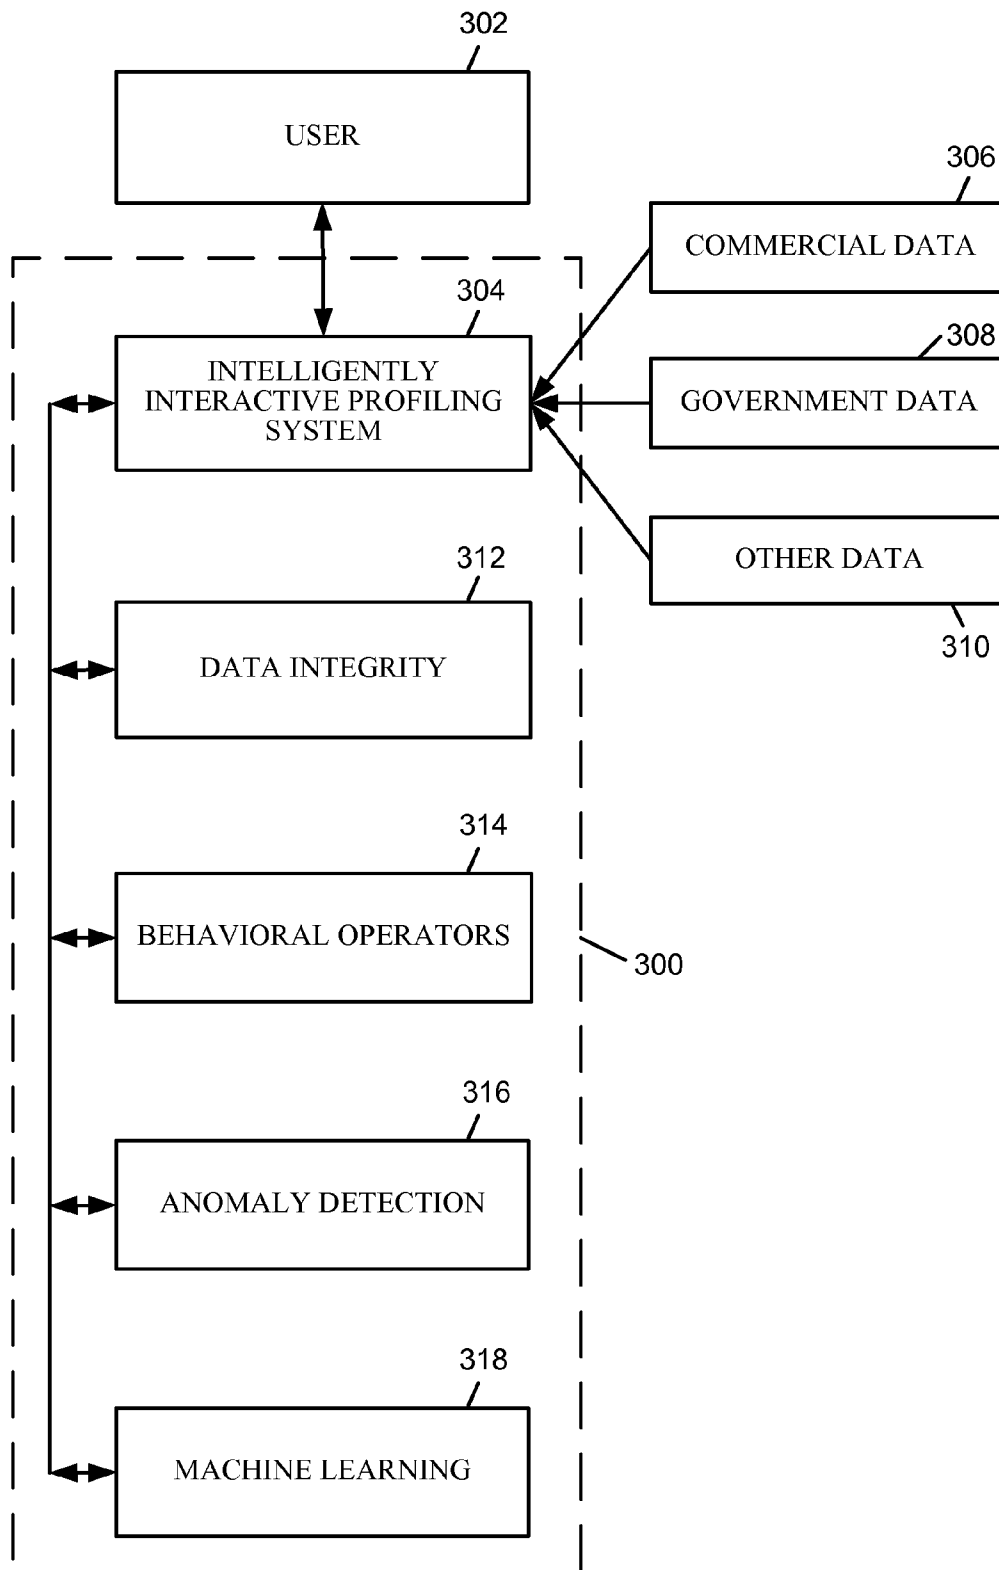 302
USER
306
COMMERCIAL DATA
304
INTELLIGENTLY
INTERACTIVE PROFILING
SYSTEM
308
GOVERNMENT DATA
OTHER DATA
310
312
DATA INTEGRITY
314
BEHAVIORAL OPERATORS
300
316
ANOMALY DETECTION
318
MACHINE LEARNING